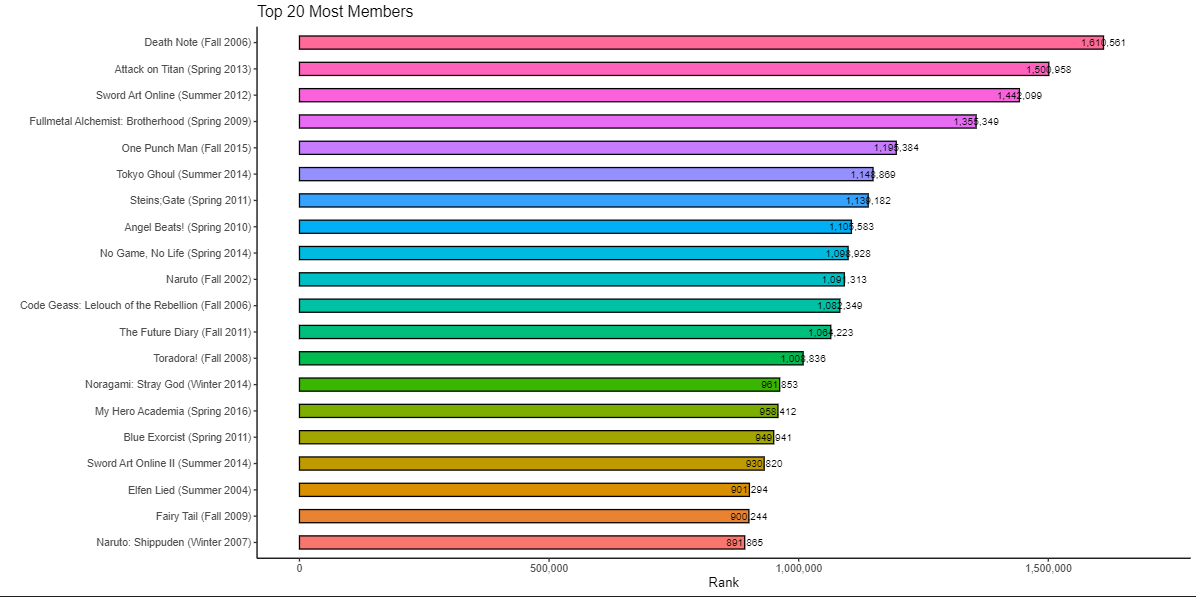 Top 20 Most Members
Death Note (Fall 2006) 1,610,561
Attack on Titan (Spring 2013) 1,500,958
Sword Art Online (Summer 2012) 1,442,099
Fullmetal Alchemist: Brotherhood (Spring 2009) 1,355,349
One Punch Man (Fall 2015) 1,195,384
Tokyo Ghoul (Summer 2014) 1,148,869
Steins;Gate (Spring 2011) 1,139,182
Angel Beats! (Spring 2010) 1,105,583
No Game, No Life (Spring 2014) 1,098,928
Naruto (Fall 2002) 1,091,313
Code Geass: Lelouch of the Rebellion (Fall 2006) 1,082,349
The Future Diary (Fall 2011) 1,064,223
Toradora! (Fall 2008) 1,008,836
Noragami: Stray God (Winter 2014) 961,853
My Hero Academia (Spring 2016) 958,412
Blue Exorcist (Spring 2011) 949,941
Sword Art Online II (Summer 2014) 930,820
Elfen Lied (Summer 2004) 901,294
Fairy Tail (Fall 2009) 900,244
Naruto: Shippuden (Winter 2007) 891,865
0 500,000 1,000,000 1,500,000
Rank